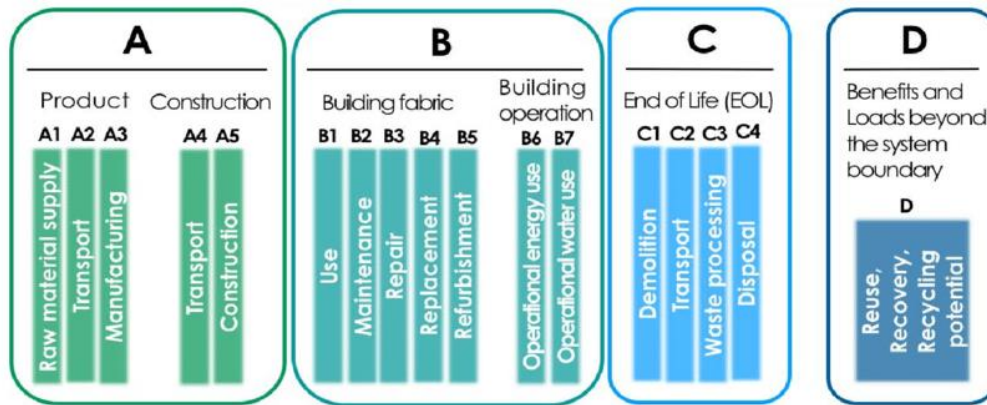 A
Product
Construction
A1 A2 A3
A4 A5
Raw material supply
Transport
Manufacturing
Transport
Construction
B
Building fabric
Building
operation
B1 B2 B3 B4 B5
B6 B7
Use
Maintenance
Repair
Replacement
Refurbishment
Operational energy use
Operational water use
C
End of Life (EOL)
C1 C2 C3 C4
Demolition
Transport
Waste processing
Disposal
D
Benefits and
Loads beyond
the system
boundary
D
Reuse,
Recovery,
Recycling
potential